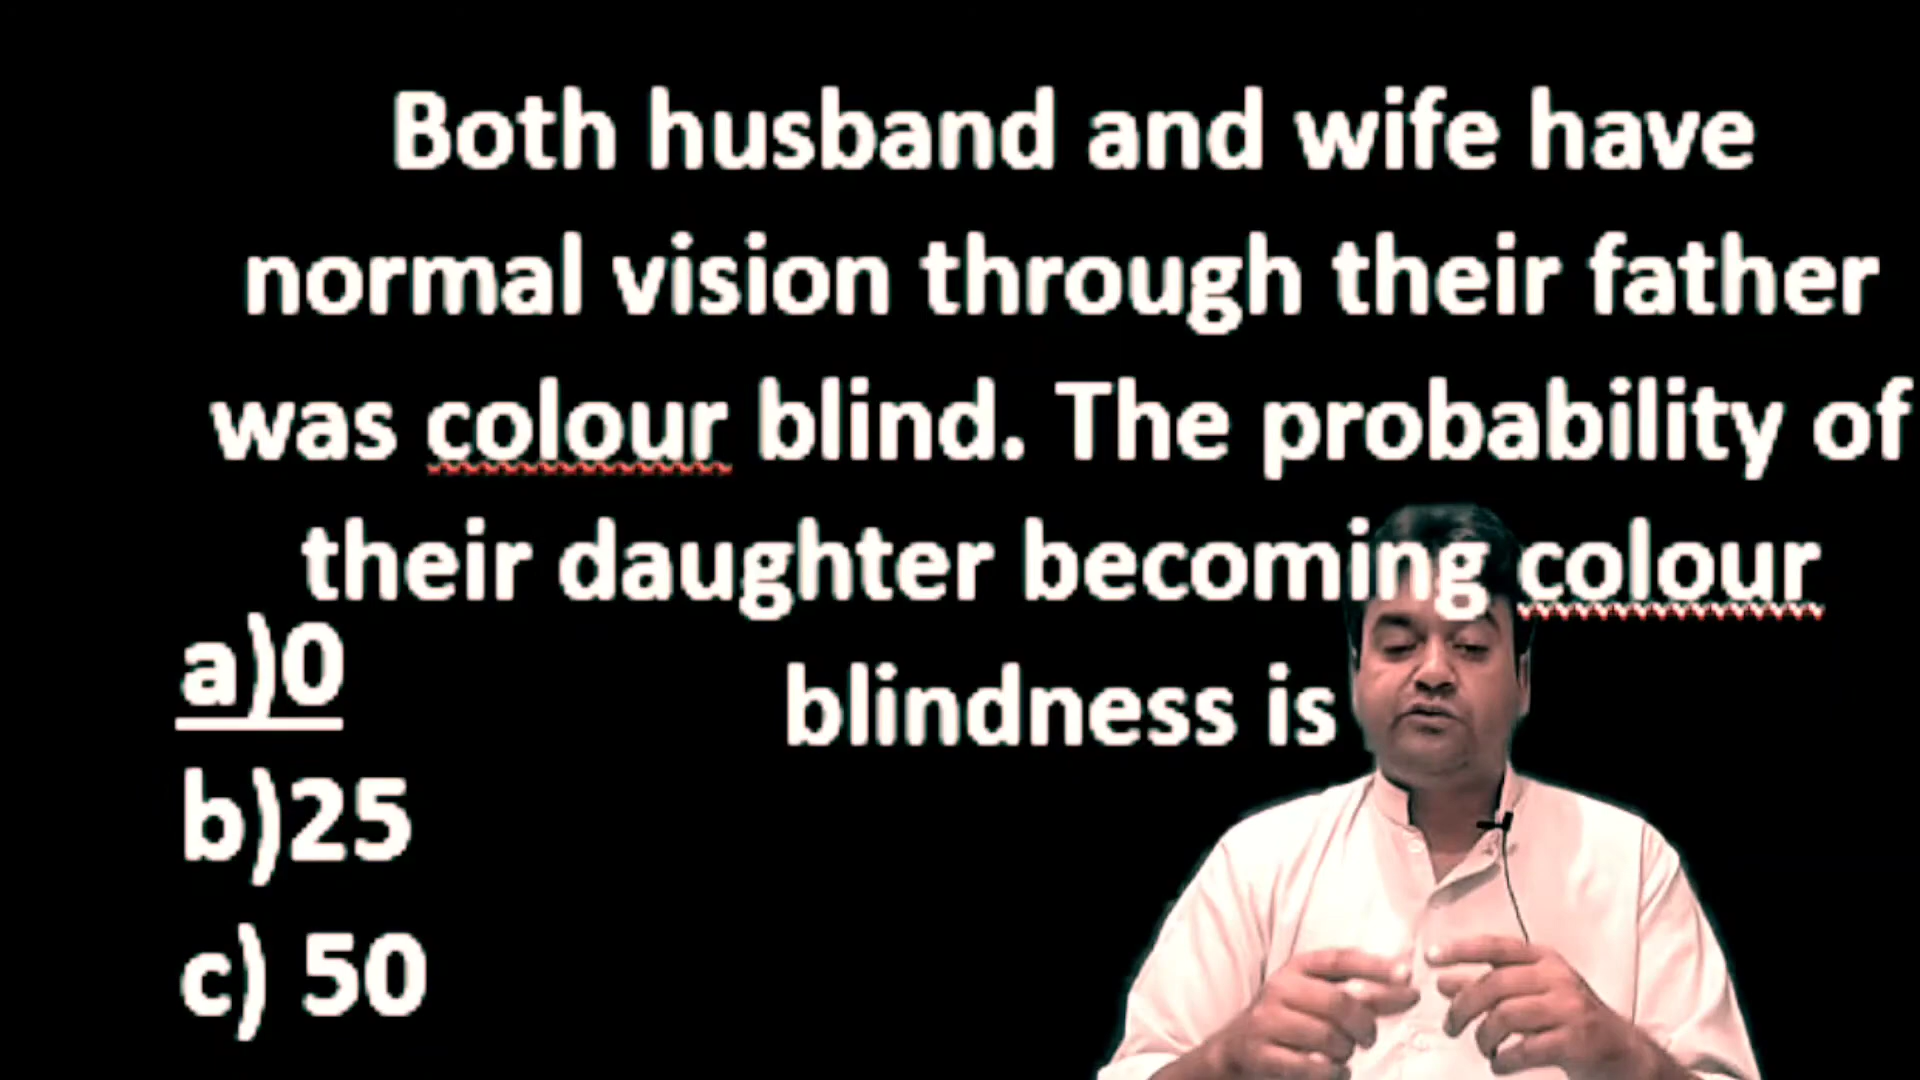 Both husband and wife have
normal vision through their father
was colour blind. The probability of
their daughter becoming colour
blindness is
a)0
b)25
c) 50